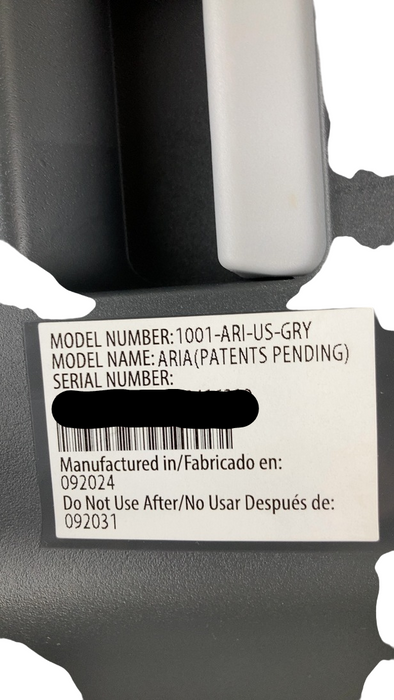 MODEL NUMBER: 1001-ARI-US-GRY
MODEL NAME: ARIA(PATENTS PENDING)
SERIAL NUMBER:
Manufactured in/Fabricado en:
092024
Do Not Use After/No Usar Después de:
092031